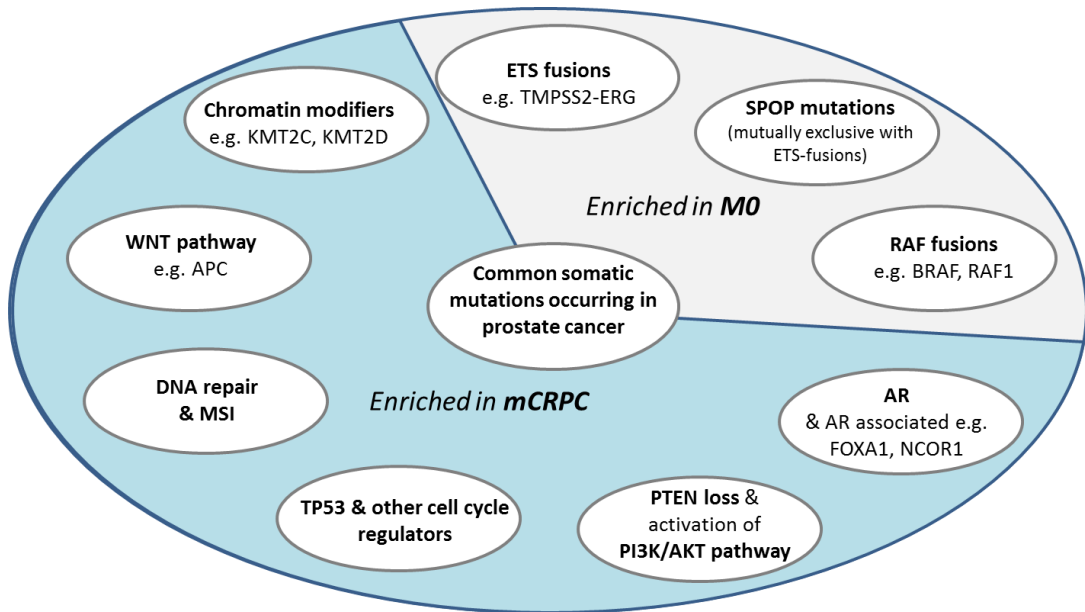 ETS fusions
e.g. TMPSS2-ERG
Chromatin modifiers
e.g. KMT2C, KMT2D
SPOP mutations
(mutually exclusive with
ETS-fusions)
Enriched in M0
WNT pathway
e.g. APC
RAF fusions
e.g. BRAF, RAF1
Common somatic
mutations occurring in
prostate cancer
DNA repair
& MSI
Enriched in mCRPC
AR
& AR associated e.g.
FOXA1, NCOR1
TP53 & other cell cycle
regulators
PTEN loss &
activation of
PI3K/AKT pathway